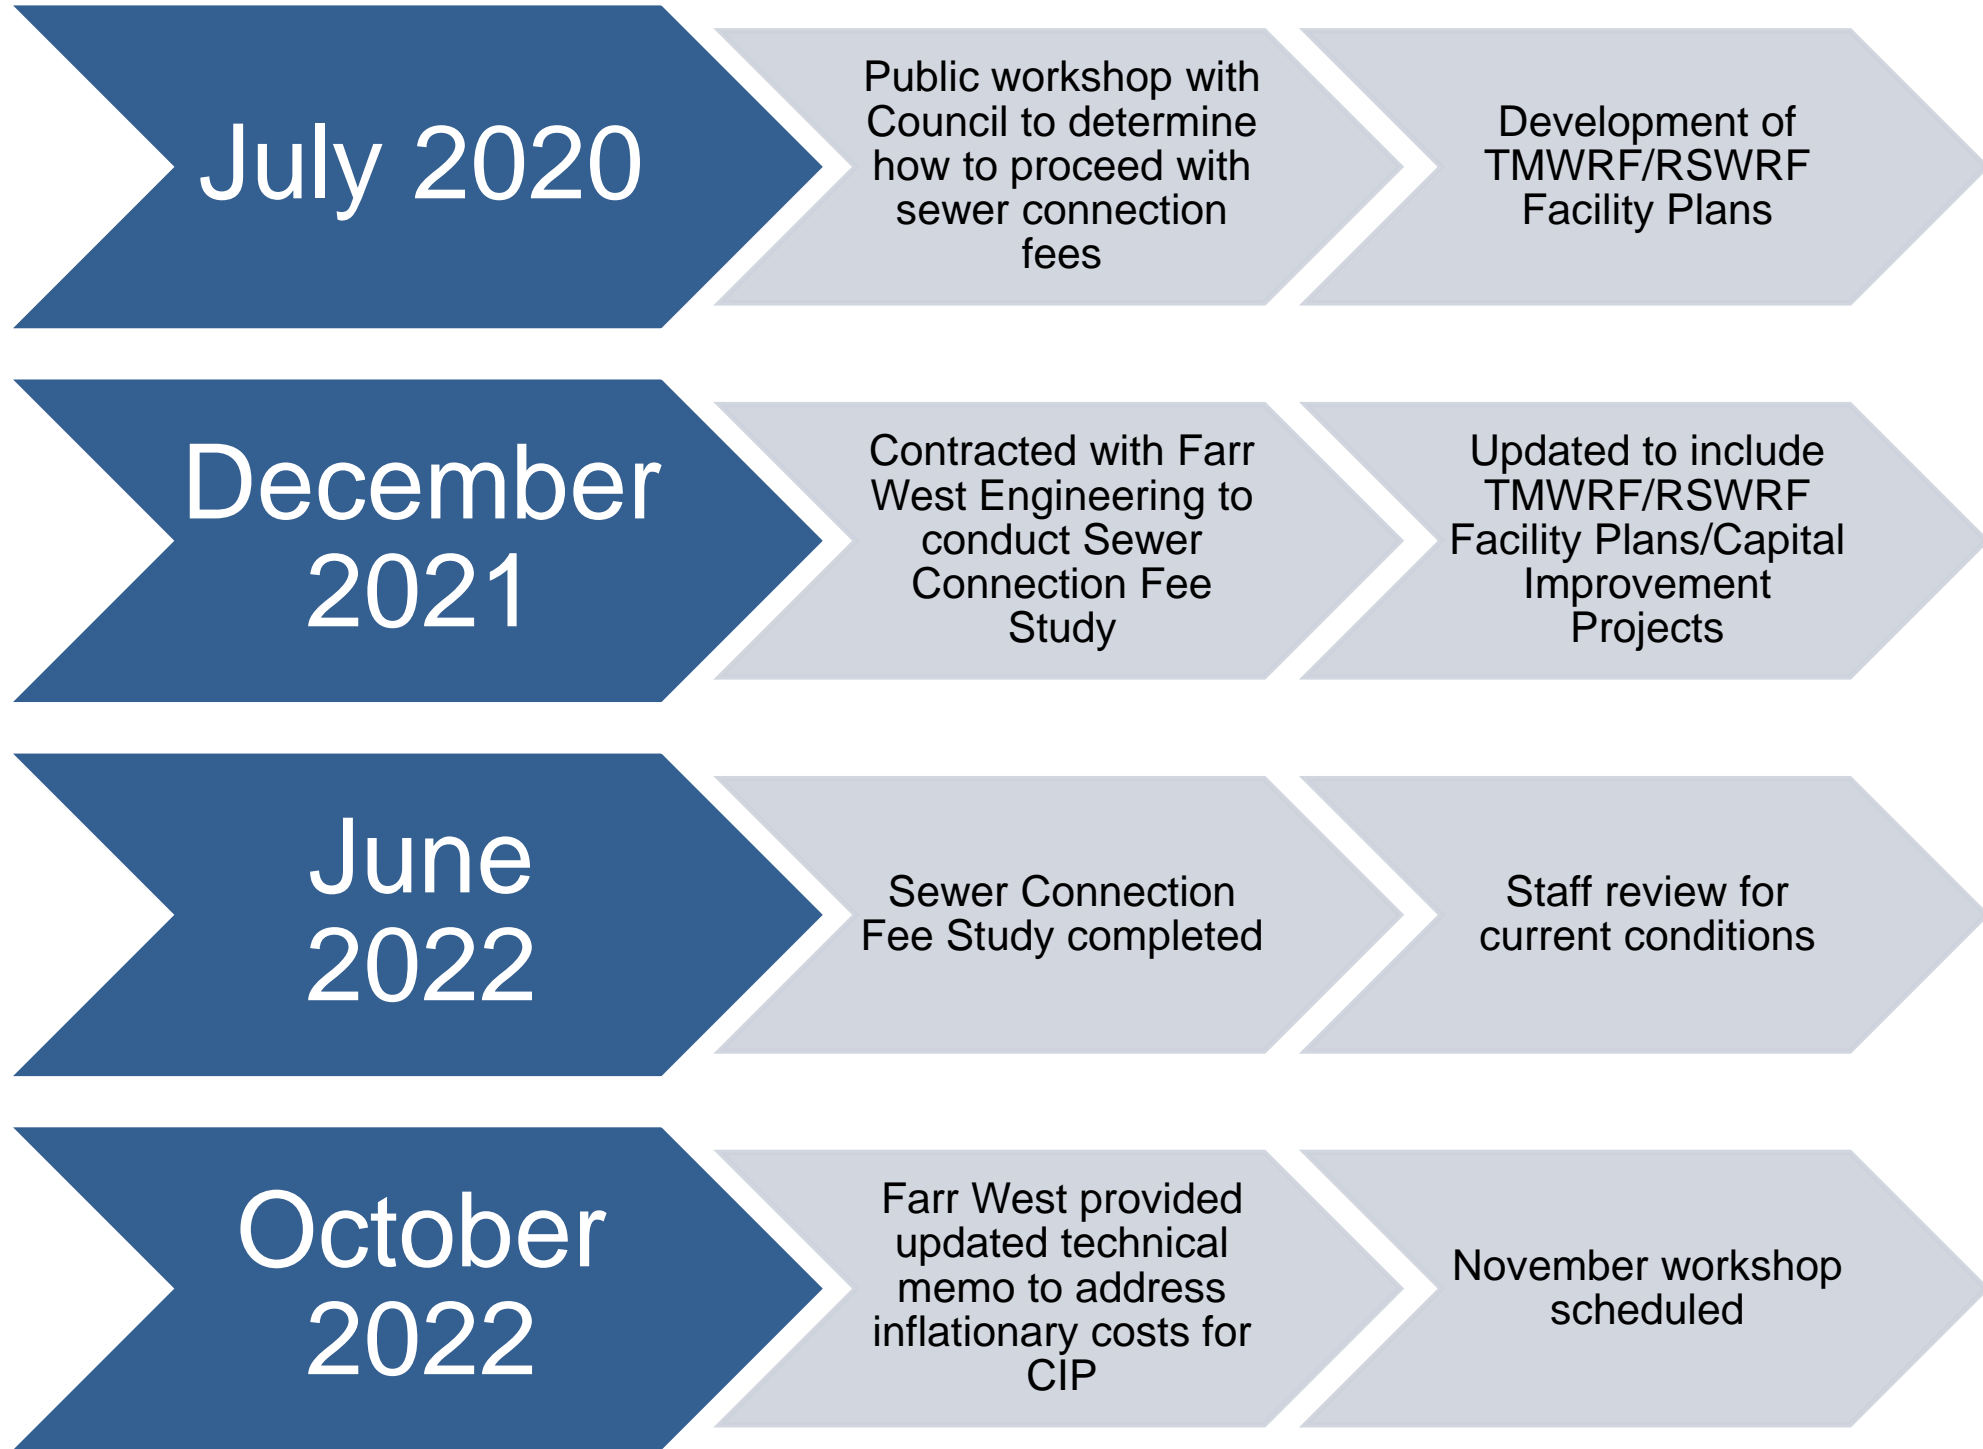 July 2020
Public workshop with
Council to determine
how to proceed with
sewer connection
fees
Development of
TMWRF/RSWRF
Facility Plans
December
2021
Contracted with Farr
West Engineering to
conduct Sewer
Connection Fee
Study
Updated to include
TMWRF/RSWRF
Facility Plans/Capital
Improvement
Projects
June
2022
Sewer Connection
Fee Study completed
Staff review for
current conditions
October
2022
Farr West provided
updated technical
memo to address
inflationary costs for
CIP
November workshop
scheduled